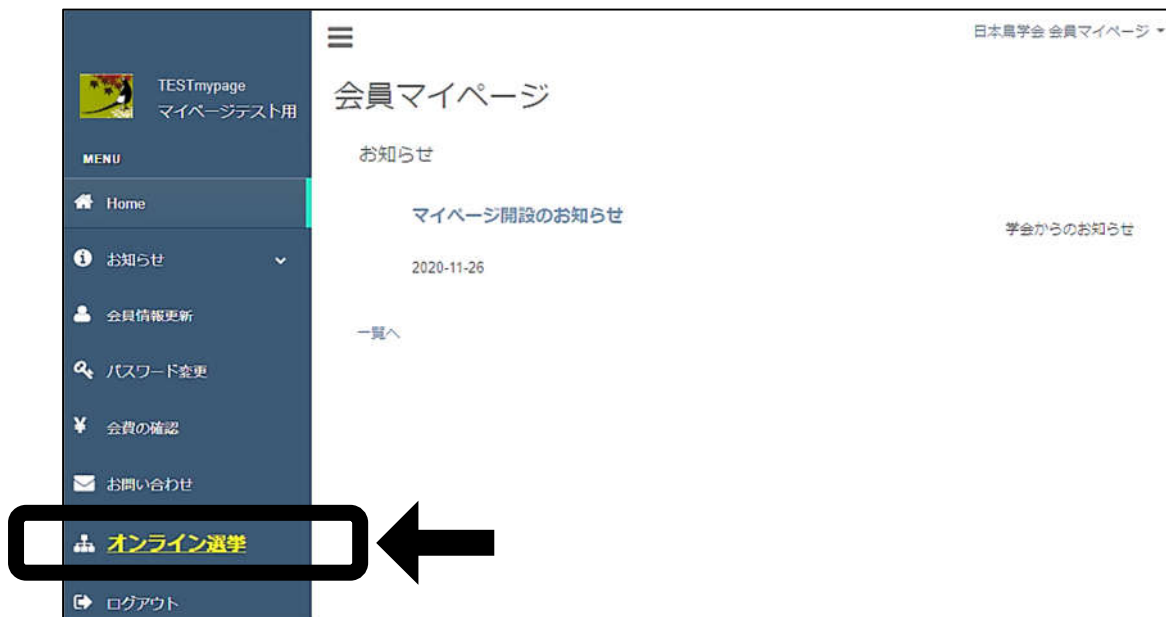 日本鳥学会 会員マイページ
TESTmypage
マイページテスト用
MENU
Home
お知らせ
会員情報更新
パスワード変更
会費の確認
お問い合わせ
オンライン選挙
ログアウト
会員マイページ
お知らせ
マイページ開設のお知らせ
学会からのお知らせ
2020-11-26
一覧へ